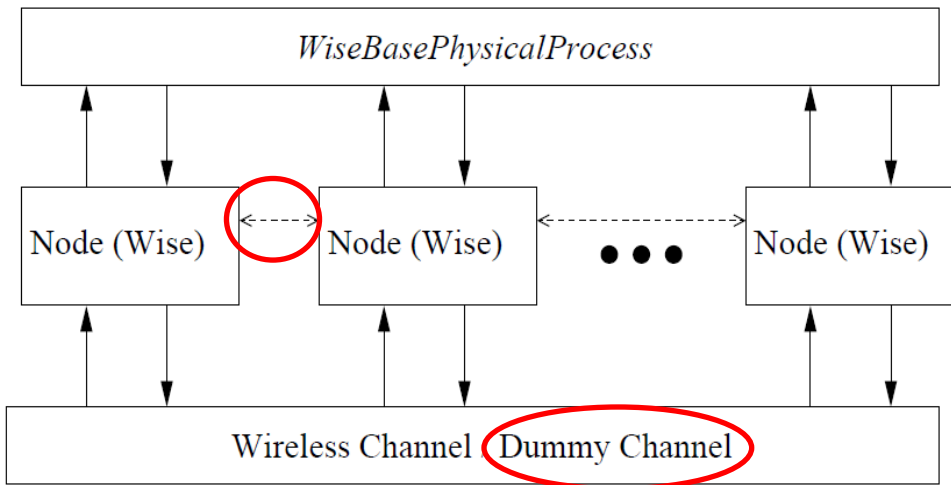 WiseBasePhysicalProcess
Node (Wise) Node (Wise) Node (Wise)
Wireless Channel / Dummy Channel